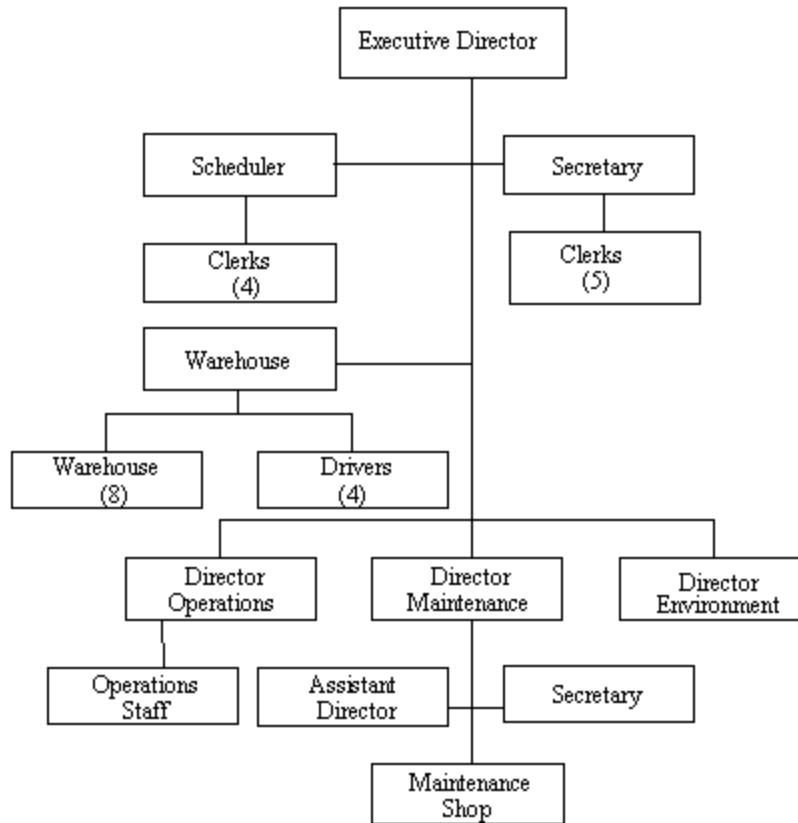 Executive Director
Scheduler
Secretary
Clerks
(4)
Clerks
(5)
Warehouse
Warehouse
(8)
Drivers
(4)
Director
Operations
Director
Maintenance
Director
Environment
Operations
Staff
Assistant
Director
Secretary
Maintenance
Shop